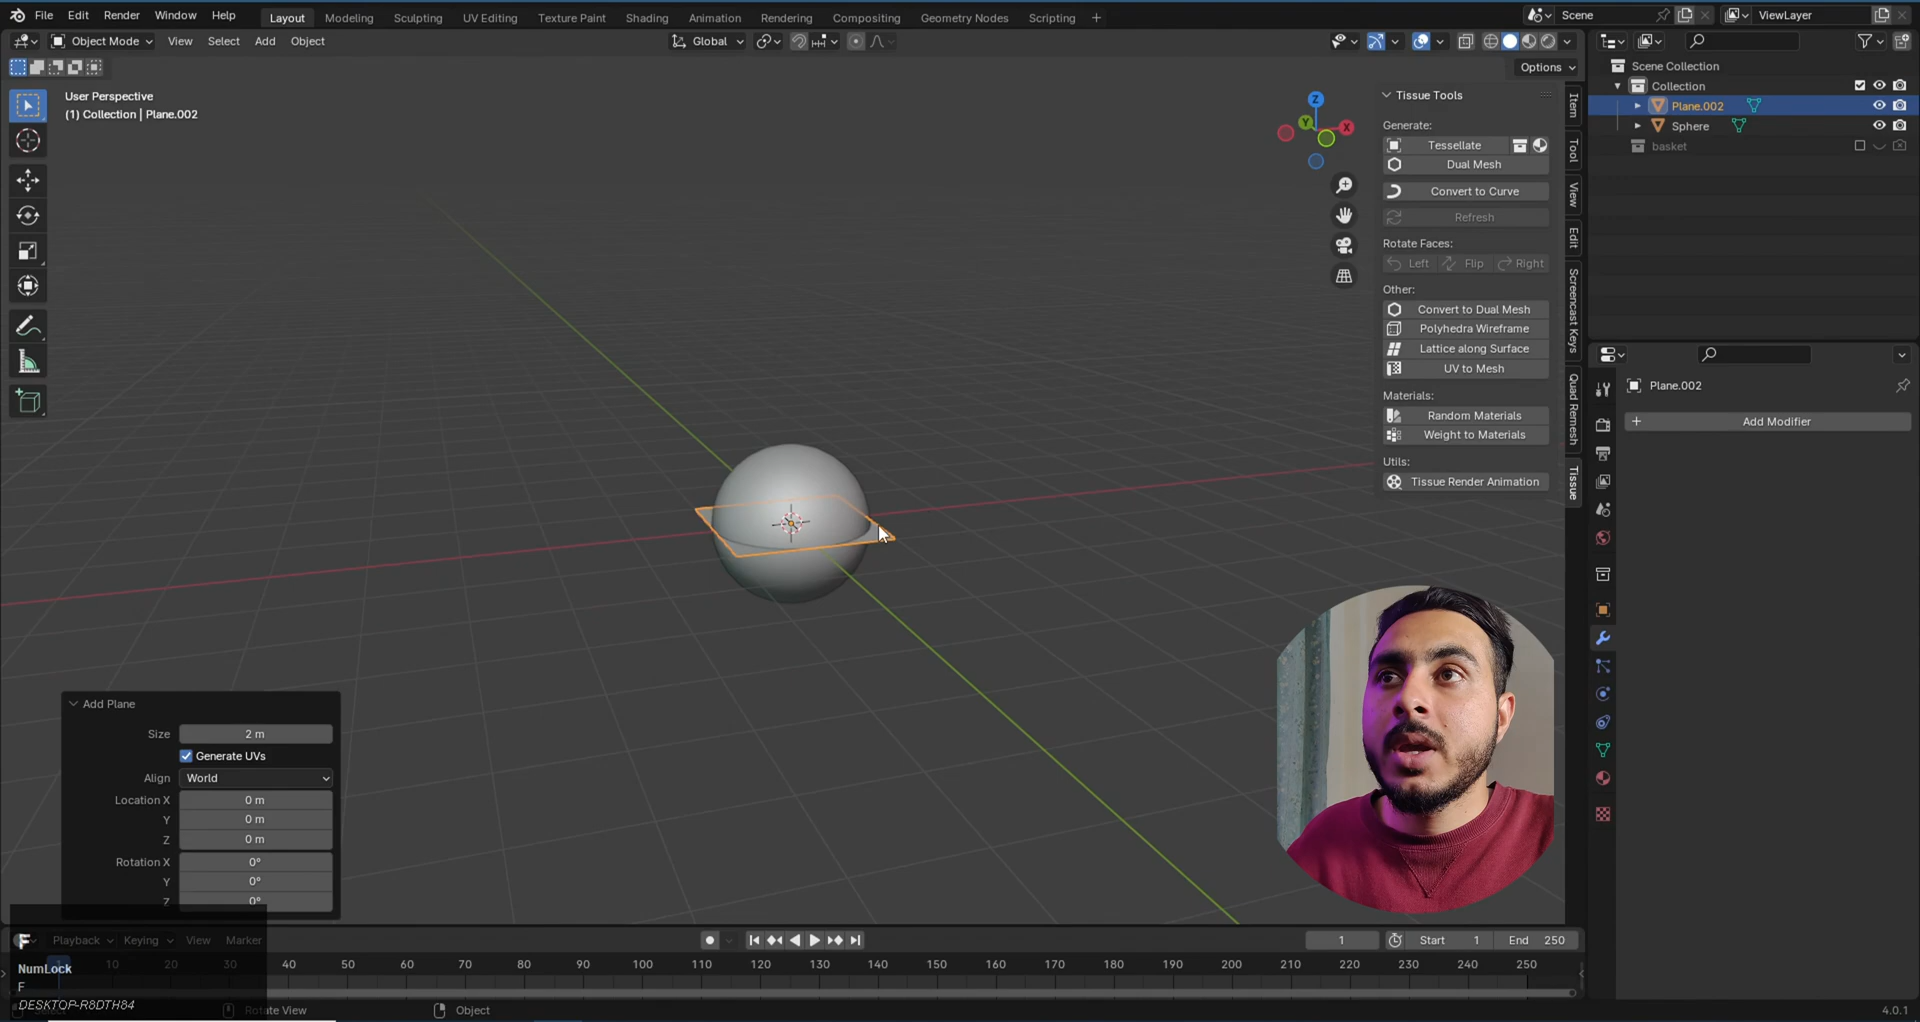 File Edit Render Window Help Layout Modeling Sculpting UV Editing Texture Paint Shading Animation Rendering Compositing Geometry Nodes Scripting + Scene ViewLayer
Object Mode View Select Add Object Global
Options
User Perspective
(1) Collection | Plane.002
Z
Y
X
Tissue Tools
Generate:
Tessellate
Dual Mesh
Convert to Curve
Refresh
Rotate Faces:
Left Flip Right
Other:
Convert to Dual Mesh
Polyhedra Wireframe
Lattice along Surface
UV to Mesh
Materials:
Random Materials
Weight to Materials
Utils:
Tissue Render Animation
Item
Tool
View
Edit
Screencast Keys
Quad Remesh
Tissue
Scene Collection
Collection
Plane.002
Sphere
basket
Plane.002
+ Add Modifier
Add Plane
Size 2 m
Generate UVs
Align World
Location X 0 m
Y 0 m
Z 0 m
Rotation X 0°
Y 0°
Z 0°
F
Playback Keying View Marker 1 Start 1 End 250
10 20 30 40 50 60 70 80 90 100 110 120 130 140 150 160 170 180 190 200 210 220 230 240 250
NumLock
F
DESKTOP-R8DTH84
Rotate View Object 4.0.1